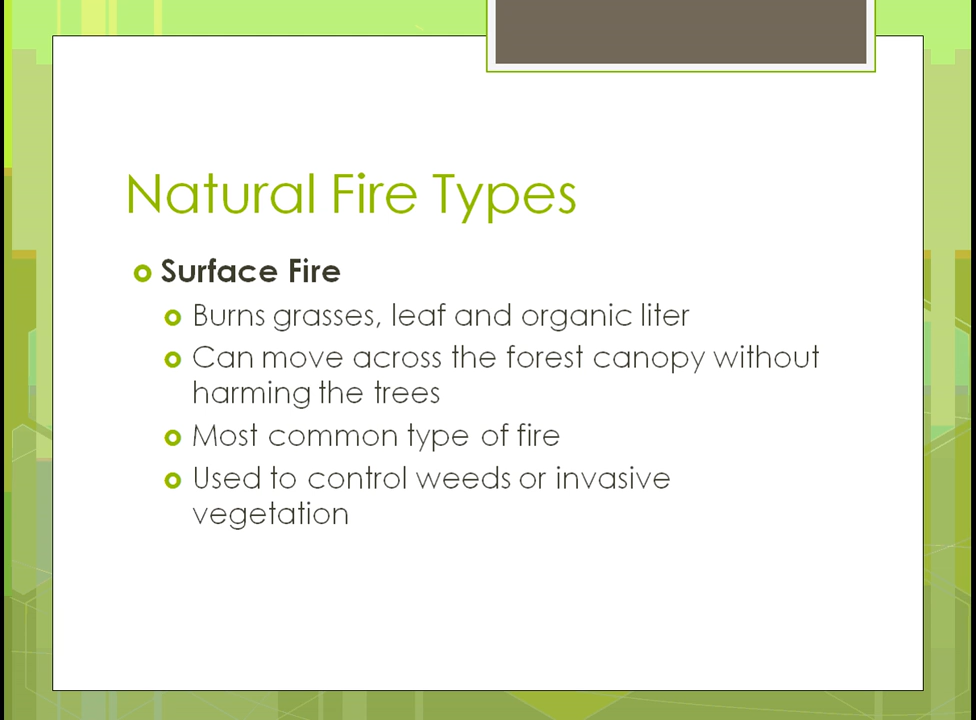 Natural Fire Types
Surface Fire
Burns grasses, leaf and organic liter
Can move across the forest canopy without
harming the trees
Most common type of fire
Used to control weeds or invasive
vegetation